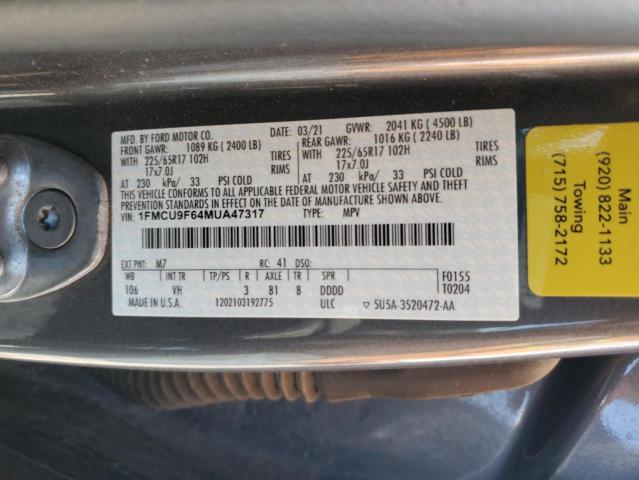 MFD. BY FORD MOTOR CO. 03/21 GVWR: 2041 KG ( 4500 LB)
FRONT GAWR: 1089 KG ( 2400 LB) REAR GAWR: 1016 KG ( 2240 LB)
225/65R17 102H TIRES 225/65R17 102H TIRES
17x7.0J RIMS 17x7.0J RIMS
AT 230 kPa/ 33 PSI COLD AT 230 kPa/ 33 PSI COLD
THIS VEHICLE CONFORMS TO ALL APPLICABLE FEDERAL MOTOR VEHICLE SAFETY AND
THEFT PREVENTION STANDARDS IN EFFECT ON THE DATE OF MANUFACTURE SHOWN ABOVE.
VIN: 1FMCU9F64MUA47317 TYPE: MPV
EXT PNT: M7 RC: 41 DSO:
WB INT TR TP/PS R AXLE TR SPR F0155
106 VH 3 81 8 DDDD T0204
MADE IN U.S.A. 1202103192775 ULC 5U5A-3520472-AA
Main
(920) 822-1133
Towing
(715) 758-2172